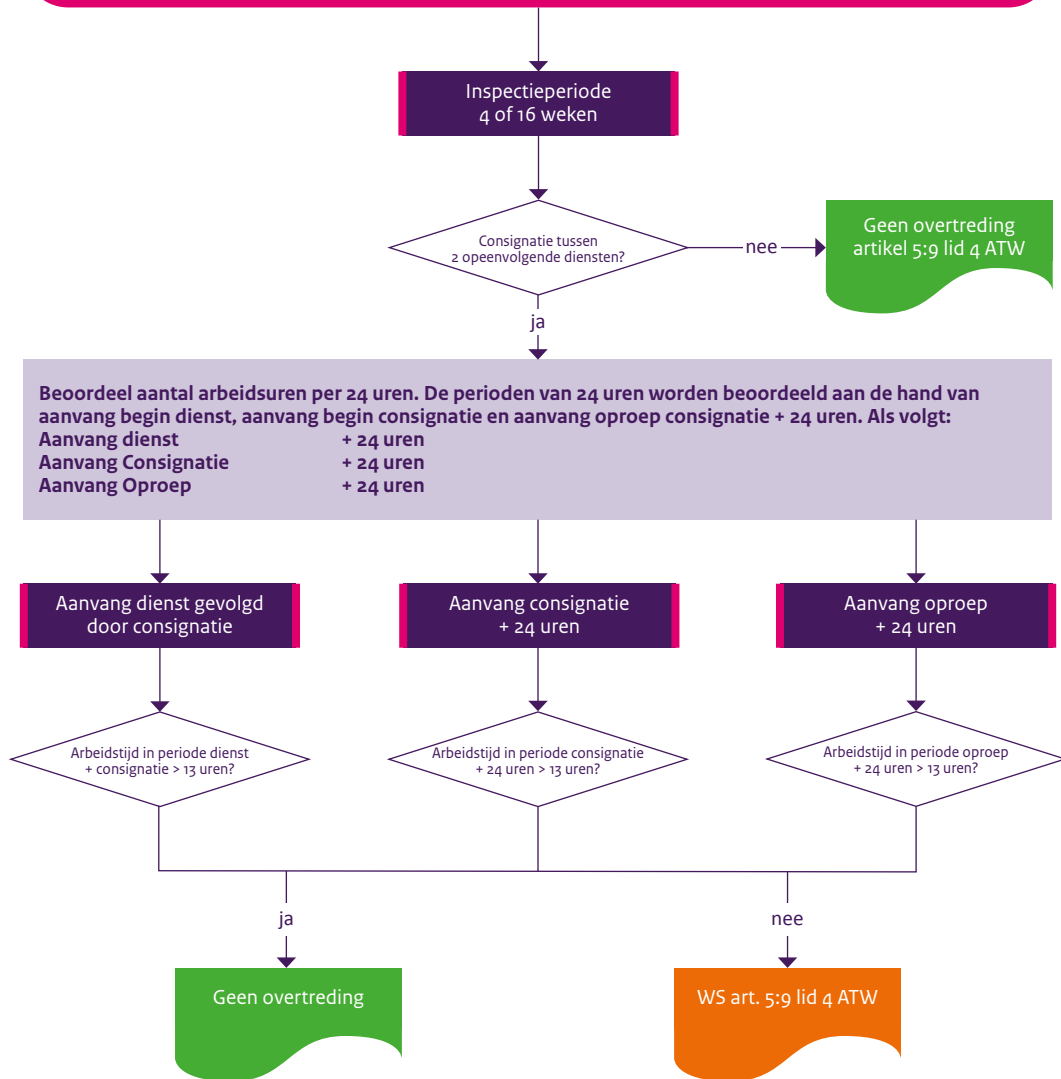 Inspectieperiode
4 of 16 weken
Consignatie tussen
2 opeenvolgende diensten?
nee
Geen overtreding
artikel 5:9 lid 4 ATW
ja
Beoordeel aantal arbeidsuren per 24 uren. De perioden van 24 uren worden beoordeeld aan de hand van
aanvang begin dienst, aanvang begin consignatie en aanvang oproep consignatie + 24 uren. Als volgt:
Aanvang dienst + 24 uren
Aanvang Consignatie + 24 uren
Aanvang Oproep + 24 uren
Aanvang dienst gevolgd
door consignatie
Aanvang consignatie
+ 24 uren
Aanvang oproep
+ 24 uren
Arbeidstijd in periode dienst
+ consignatie > 13 uren?
Arbeidstijd in periode consignatie
+ 24 uren > 13 uren?
Arbeidstijd in periode oproep
+ 24 uren > 13 uren?
ja
nee
Geen overtreding
WS art. 5:9 lid 4 ATW